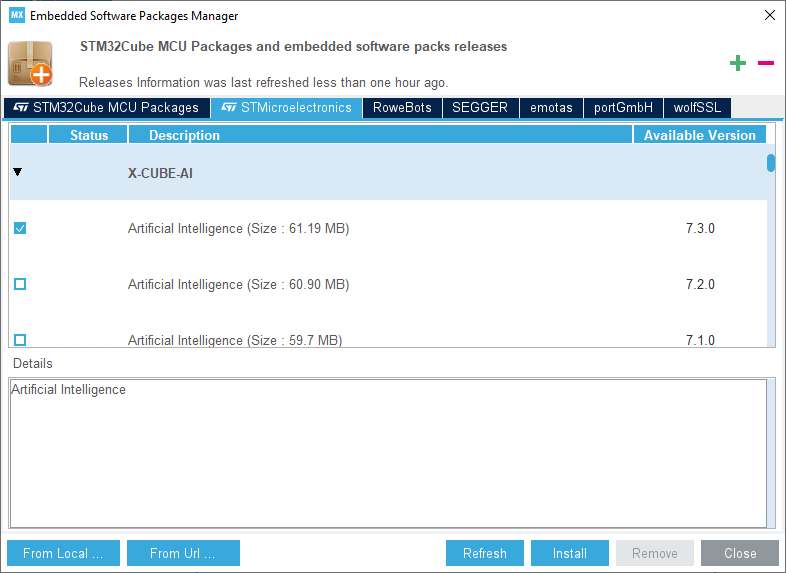 MX Embedded Software Packages Manager
STM32Cube MCU Packages and embedded software packs releases
Releases Information was last refreshed less than one hour ago.
STM32Cube MCU Packages STMicroelectronics RoweBots SEGGER emotas portGmbH wolfSSL
Status Description Available Version
X-CUBE-AI
Artificial Intelligence (Size : 61.19 MB) 7.3.0
Artificial Intelligence (Size : 60.90 MB) 7.2.0
Artificial Intelligence (Size : 59.7 MB) 7.1.0
Details
Artificial Intelligence
From Local ... From Url ... Refresh Install Remove Close